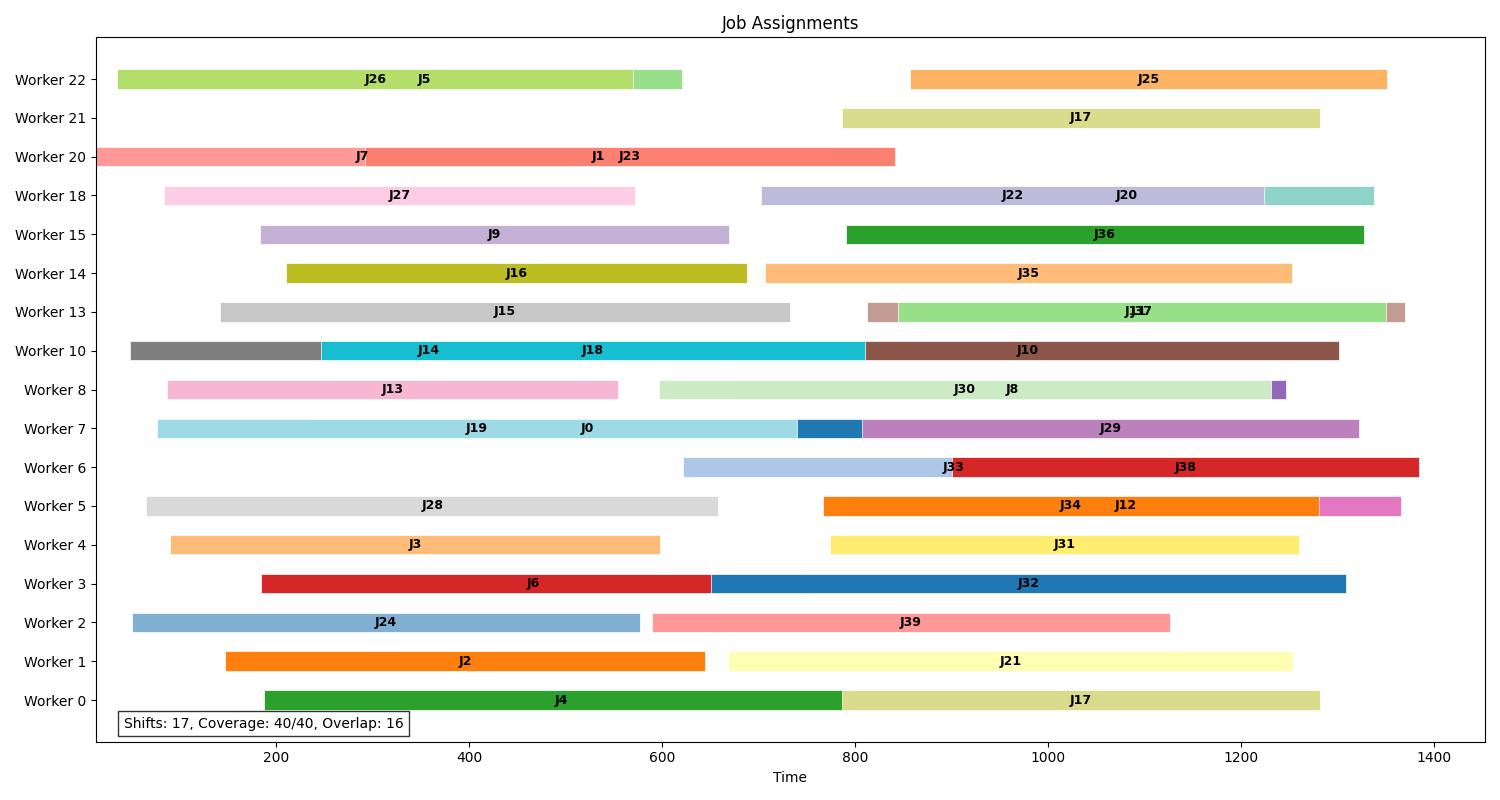 Job Assignments
Worker 22 J26 J5 J25
Worker 21 J17
Worker 20 J7 J1 J23
Worker 18 J27 J22 J20
Worker 15 J9 J36
Worker 14 J16 J35
Worker 13 J15 J37
Worker 10 J14 J18 J10
Worker 8 J13 J30 J8
Worker 7 J19 J0 J29
Worker 6 J33 J38
Worker 5 J28 J34 J12
Worker 4 J3 J31
Worker 3 J6 J32
Worker 2 J24 J39
Worker 1 J2 J21
Worker 0 J4 J17
Shifts: 17, Coverage: 40/40, Overlap: 16
200 400 600 800 1000 1200 1400
Time